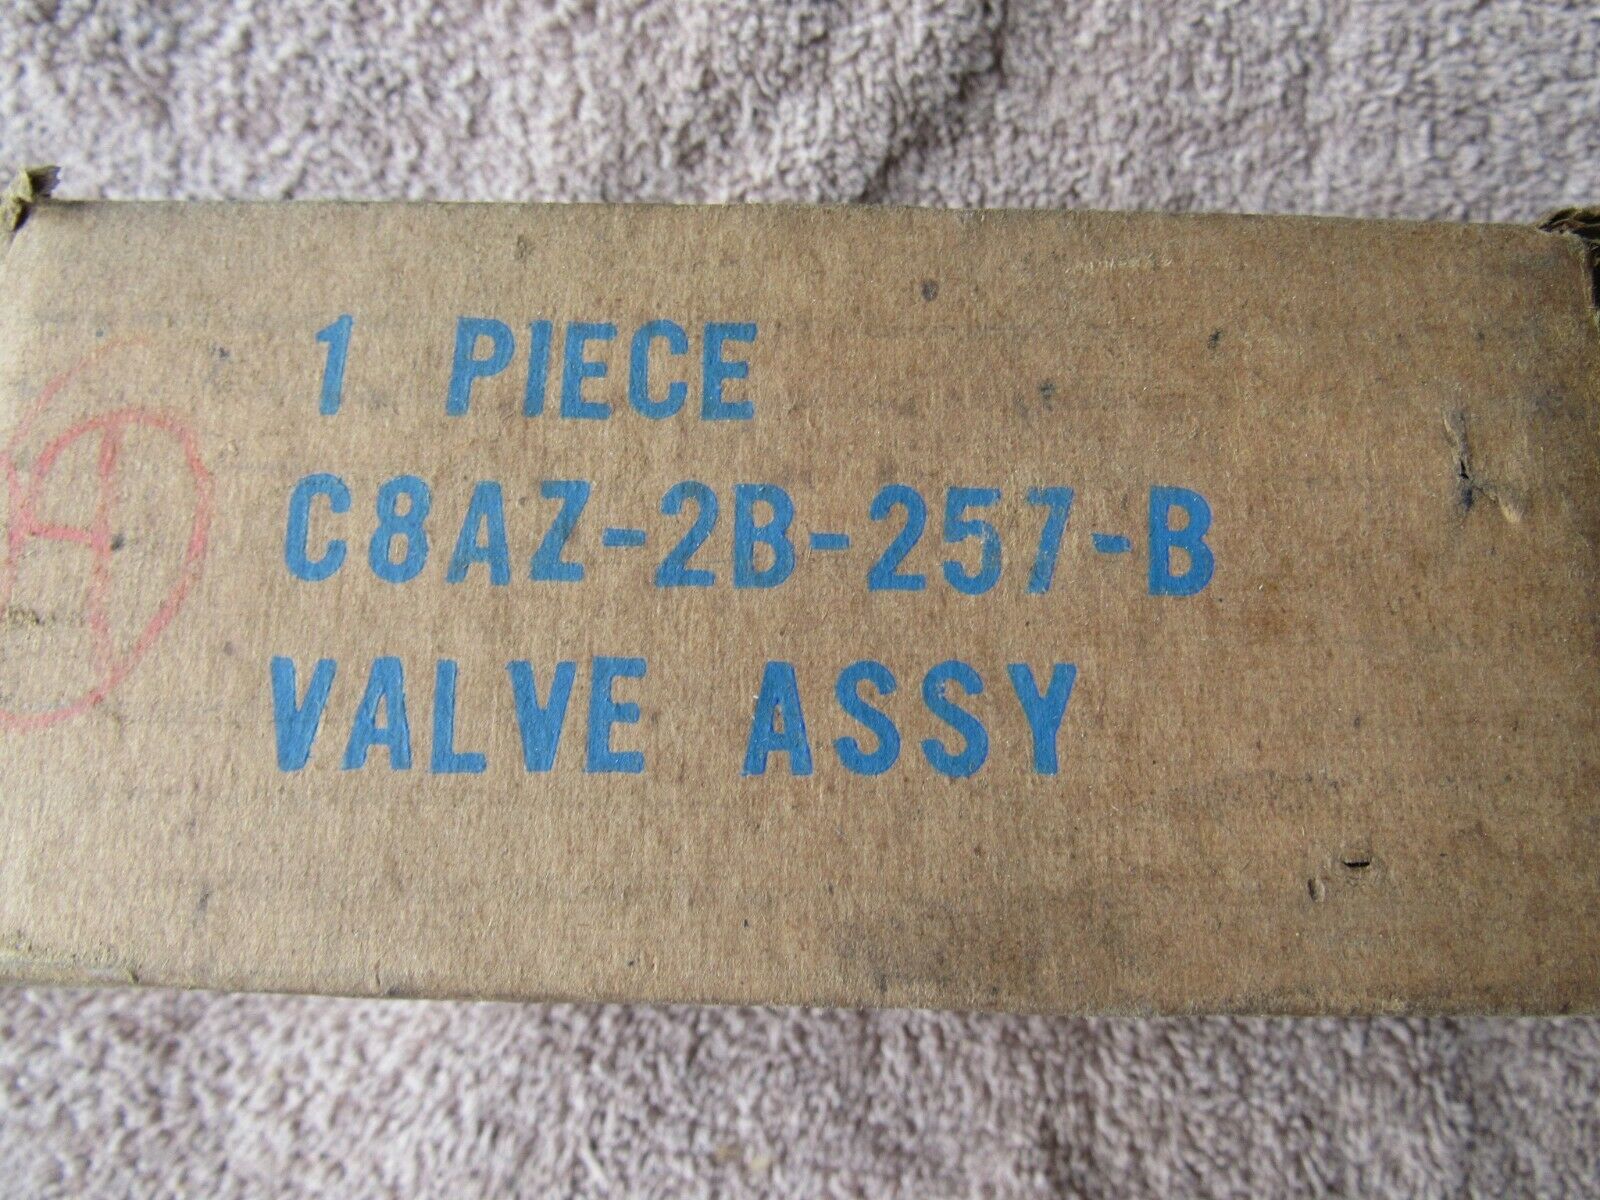 1 PIECE
C8AZ-2B-257-B
VALVE ASSY